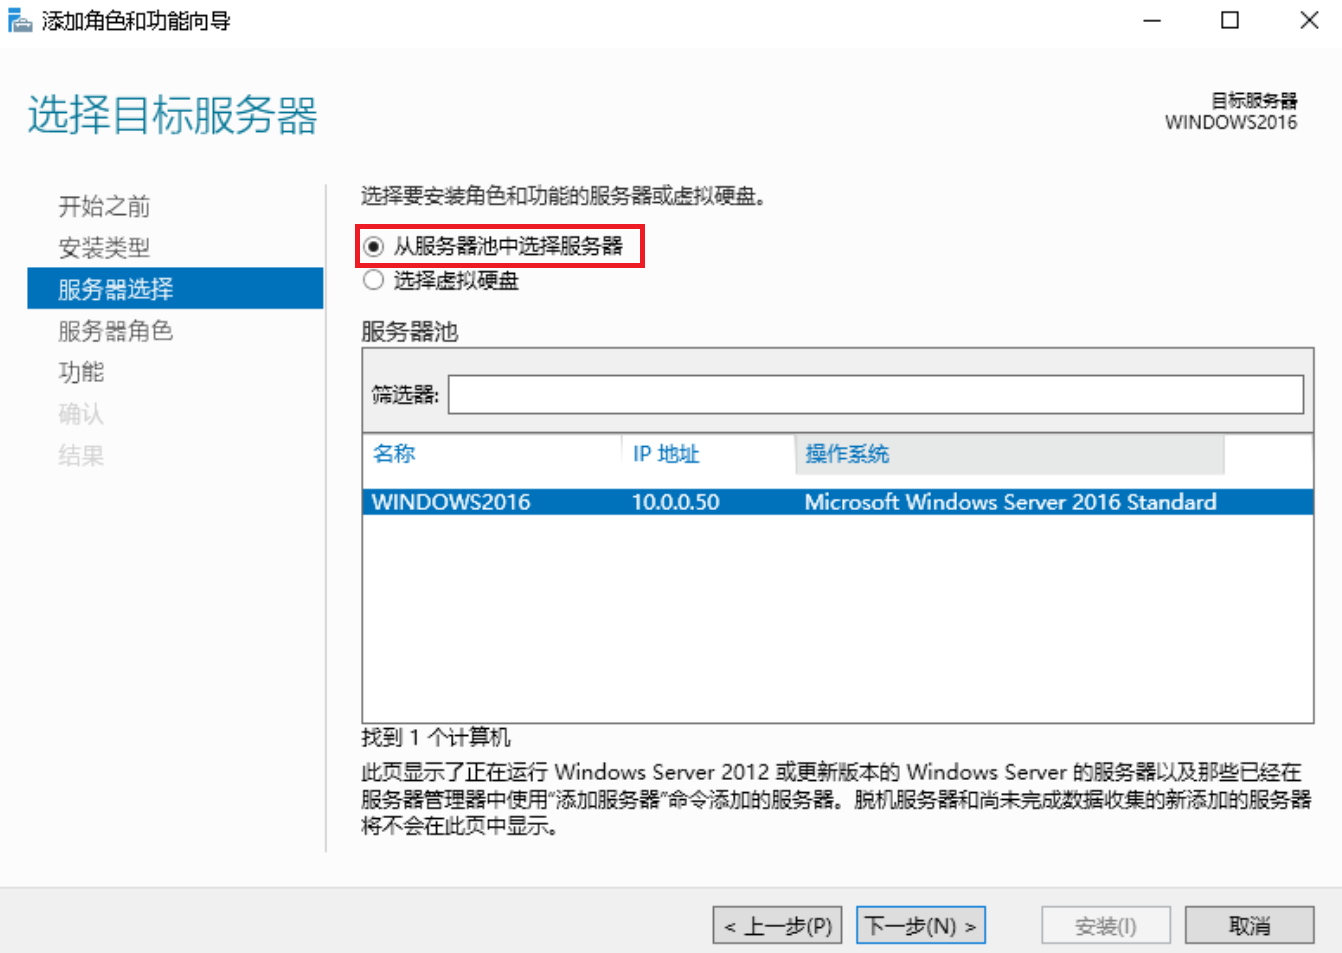 添加角色和功能向导
选择目标服务器
目标服务器
WINDOWS2016
开始之前
安装类型
服务器选择
服务器角色
功能
确认
结果
选择要安装角色和功能的服务器或虚拟硬盘。
从服务器池中选择服务器
选择虚拟硬盘
服务器池
筛选器:
名称 IP 地址 操作系统
WINDOWS2016 10.0.0.50 Microsoft Windows Server 2016 Standard
找到 1 个计算机
此页显示了正在运行 Windows Server 2012 或更新版本的 Windows Server 的服务器以及那些已经在
服务器管理器中使用"添加服务器"命令添加的服务器。脱机服务器和尚未完成数据收集的新添加的服务器
将不会在此页中显示。
< 上一步(P) 下一步(N) > 安装(I) 取消